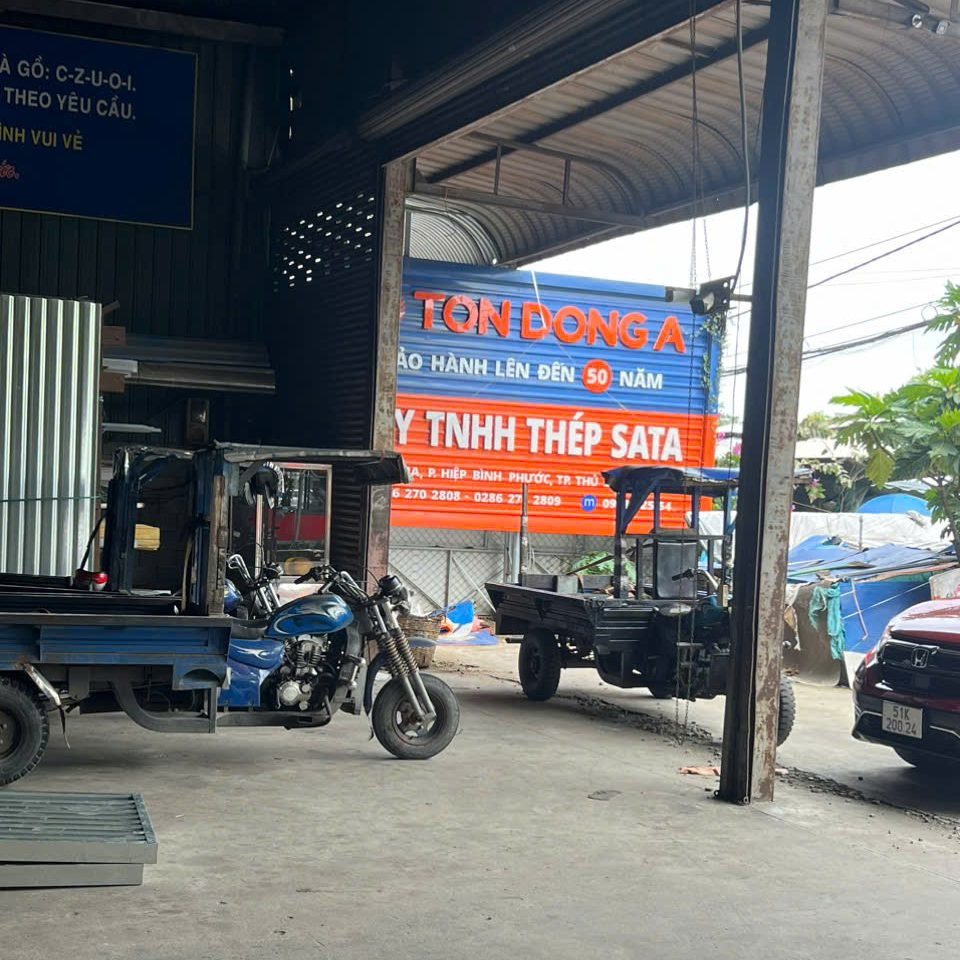 À GỒ: C-Z-U-O-I.
THEO YÊU CẦU.
ÌNH VUI VẺ
TON DONG A
ẢO HÀNH LÊN ĐẾN 50 NĂM
Y TNHH THÉP SATA
P. HIỆP BÌNH PHƯỚC, TP. THỦ
6 270 2808 - 0286 27 2809
m
51K
200.24